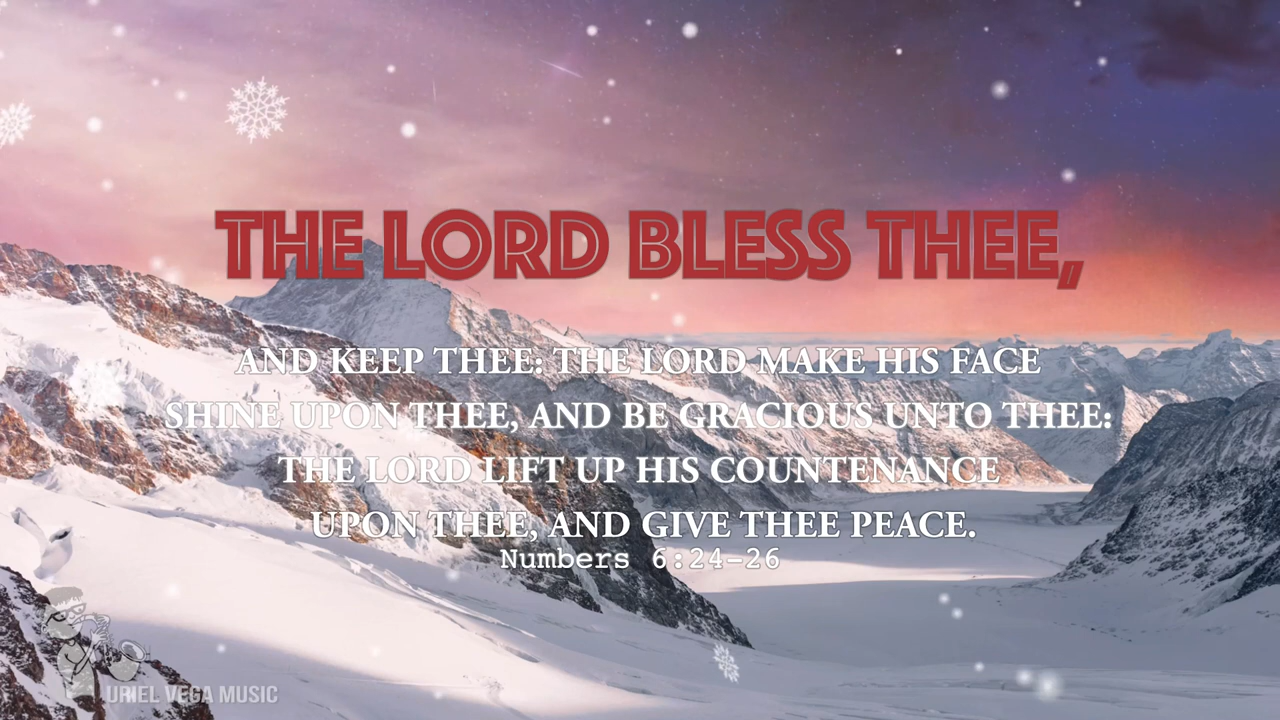 THE LORD BLESS THEE,
AND KEEP THEE: THE LORD MAKE HIS FACE
SHINE UPON THEE, AND BE GRACIOUS UNTO THEE:
THE LORD LIFT UP HIS COUNTENANCE
UPON THEE, AND GIVE THEE PEACE.
Numbers 6:24-26
URIEL VEGA MUSIC